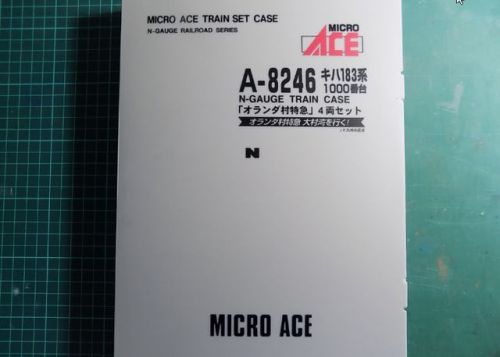 MICRO ACE TRAIN SET CASE
N-GAUGE RAILROAD SERIES
MICRO
ACE
A-8246 キハ183系
1000番台
N-GAUGE TRAIN CASE
「オランダ村特急」4両セット
オランダ村特急 大村湾を行く!
N
MICRO ACE